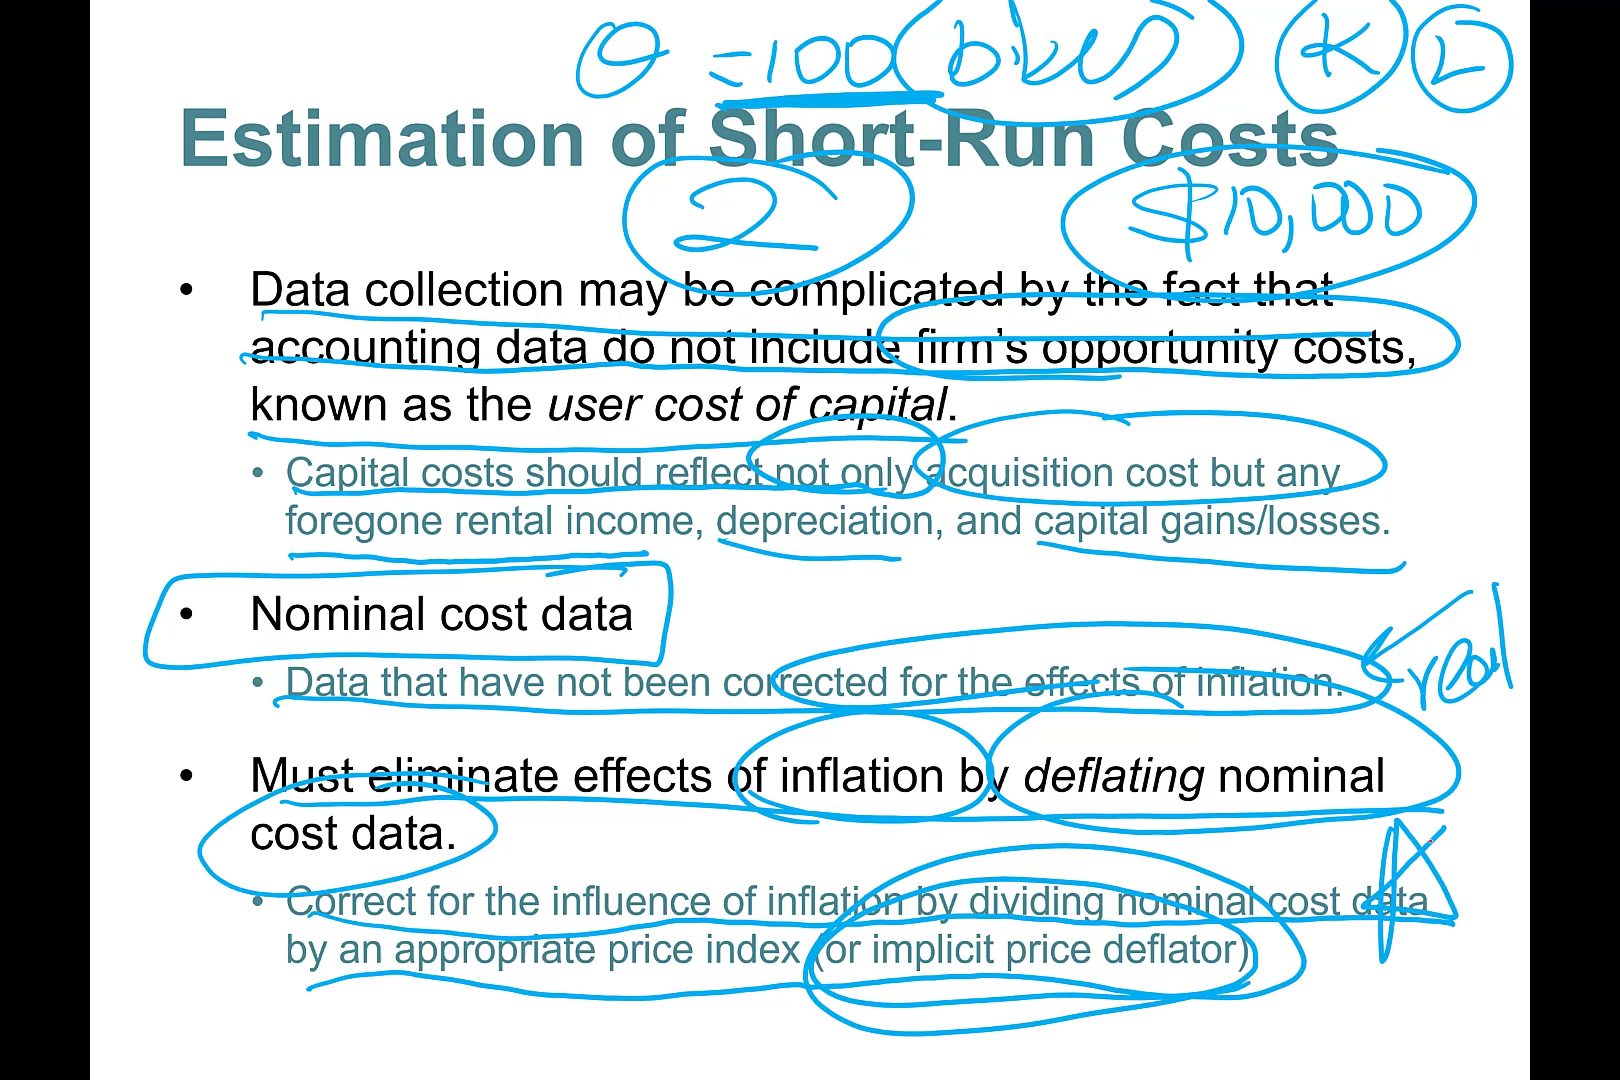 Q = 100 bikes K L
Estimation of Short-Run Costs
2 $10,000
• Data collection may be complicated by the fact that
accounting data do not include firm's opportunity costs,
known as the user cost of capital.
• Capital costs should reflect not only acquisition cost but any
foregone rental income, depreciation, and capital gains/losses.
• Nominal cost data
• Data that have not been corrected for the effects of inflation.
real
• Must eliminate effects of inflation by deflating nominal
cost data.
• Correct for the influence of inflation by dividing nominal cost data
by an appropriate price index (or implicit price deflator)